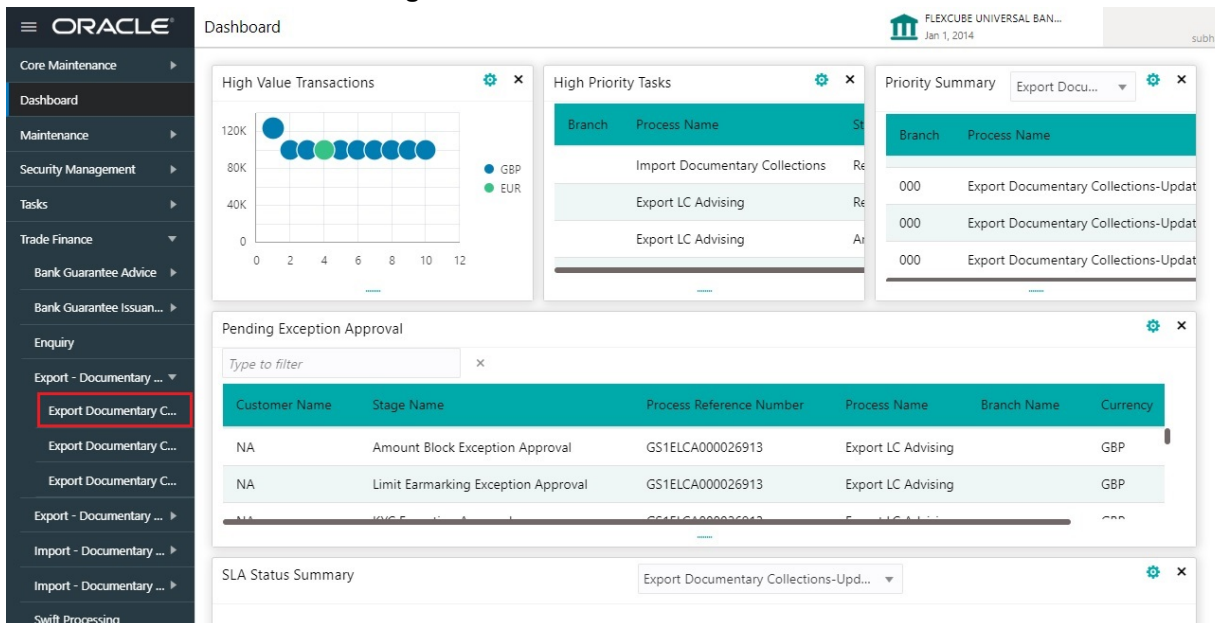 ORACLE
Dashboard
FLEXCUBE UNIVERSAL BAN...
Jan 1, 2014
subh
Core Maintenance
Dashboard
Maintenance
Security Management
Tasks
Trade Finance
Bank Guarantee Advice
Bank Guarantee Issuan...
Enquiry
Export - Documentary ...
Export Documentary C...
Export Documentary C...
Export Documentary C...
Export - Documentary ...
Import - Documentary ...
Import - Documentary ...
Swift Processing
High Value Transactions
120K
80K
40K
0
0 2 4 6 8 10 12
GBP
EUR
High Priority Tasks
Branch Process Name St
Import Documentary Collections Re
Export LC Advising Re
Export LC Advising Ar
Priority Summary Export Docu...
Branch Process Name
000 Export Documentary Collections-Updat
000 Export Documentary Collections-Updat
000 Export Documentary Collections-Updat
Pending Exception Approval
Type to filter
Customer Name Stage Name Process Reference Number Process Name Branch Name Currency
NA Amount Block Exception Approval GS1ELCA000026913 Export LC Advising GBP
NA Limit Earmarking Exception Approval GS1ELCA000026913 Export LC Advising GBP
SLA Status Summary Export Documentary Collections-Upd...